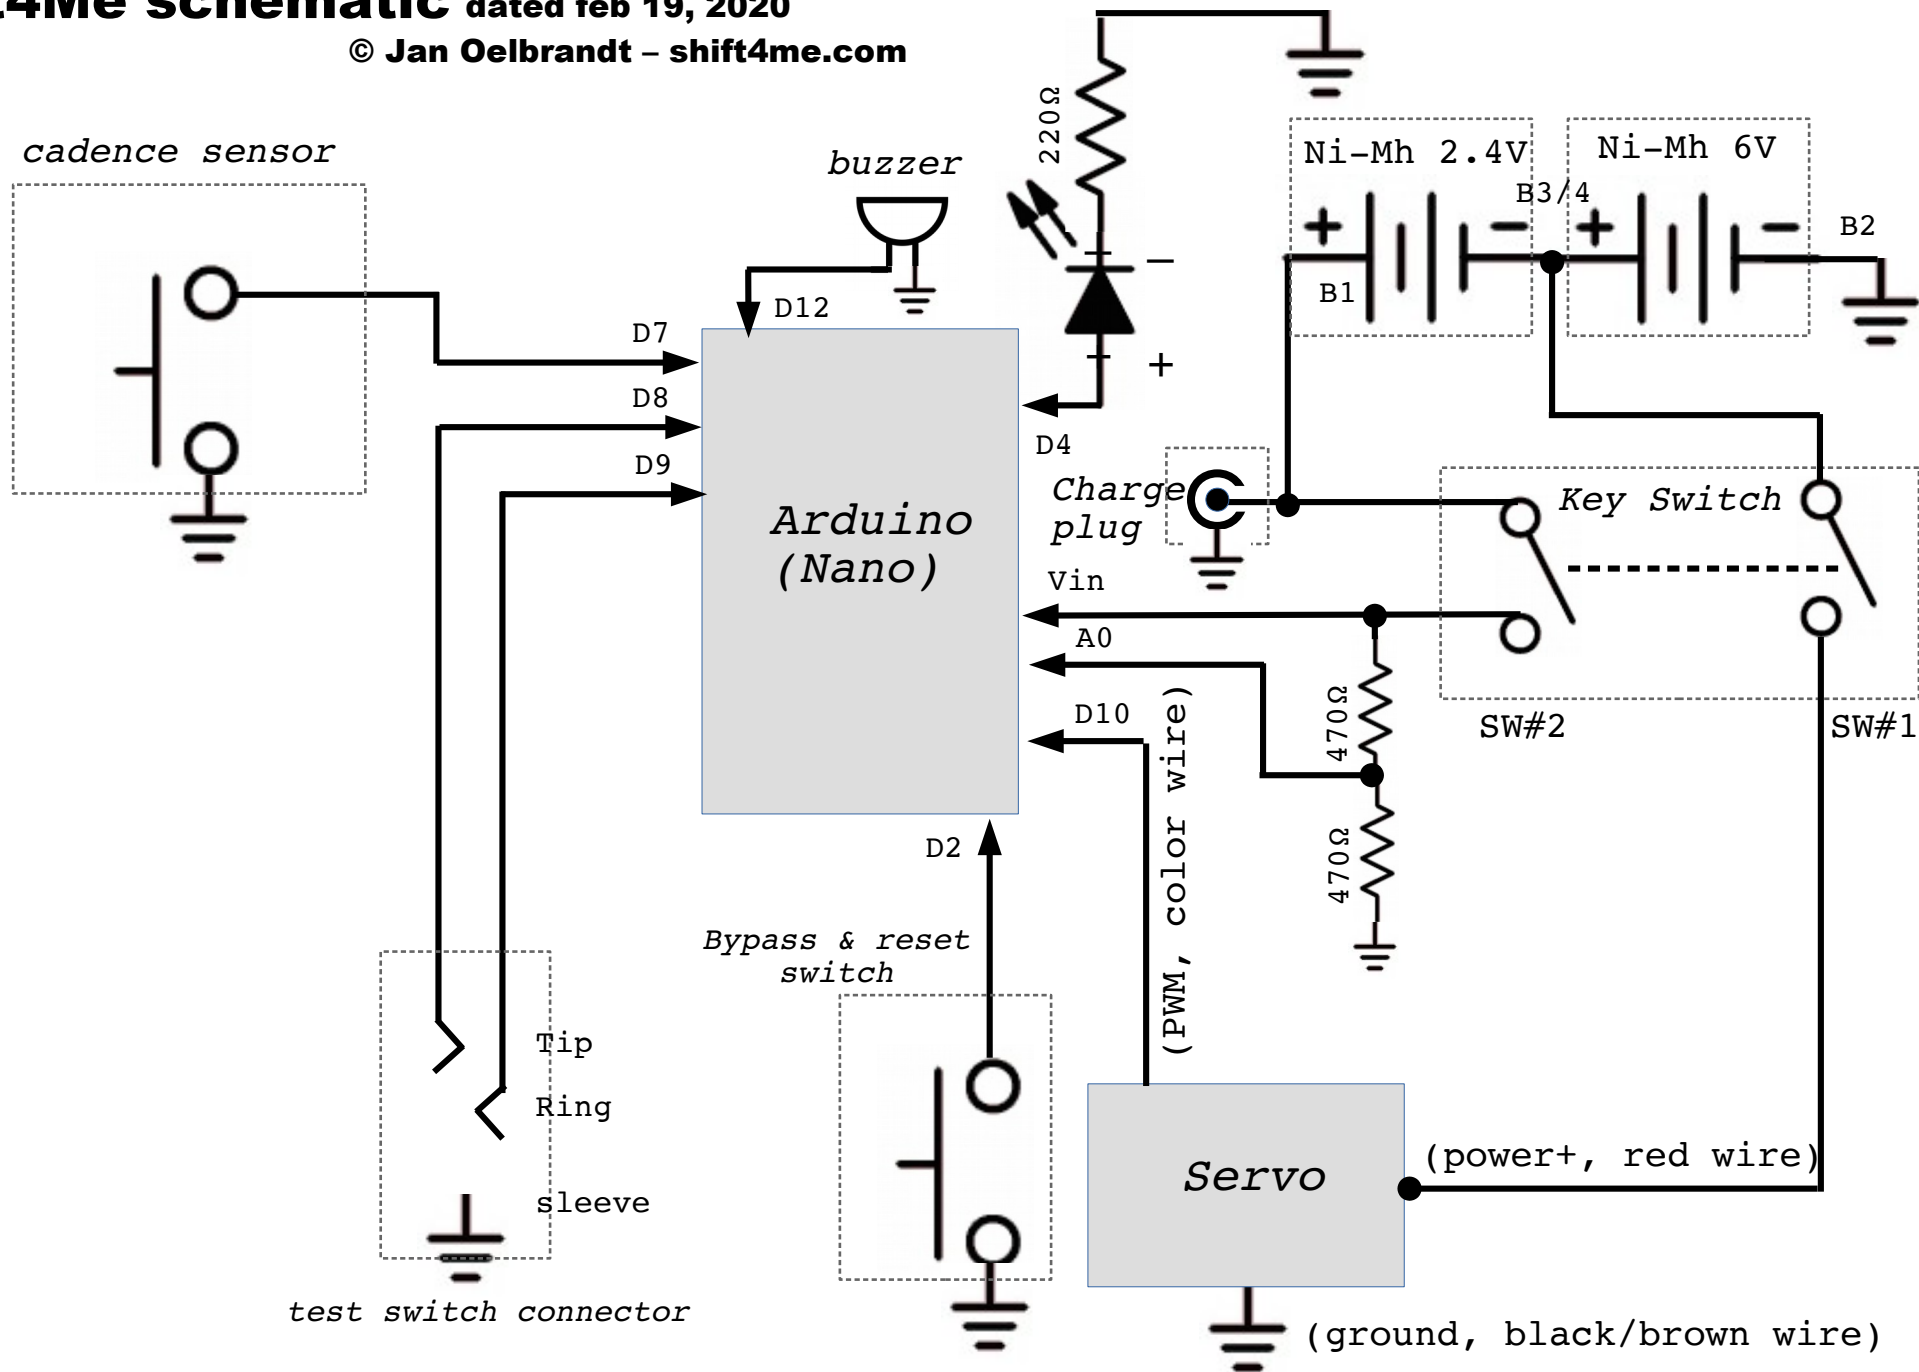 4Me schematic dated feb 19, 2020
© Jan Oelbrandt – shift4me.com
cadence sensor
buzzer
220Ω
Ni-Mh 2.4V
Ni-Mh 6V
B3/4
+
−
+
−
B2
B1
D12
−
+
D7
D8
D9
D4
Arduino
(Nano)
Charge
plug
Key Switch
Vin
A0
D10
470Ω
470Ω
SW#2
SW#1
(PWM, color wire)
D2
Bypass & reset
switch
Tip
Ring
sleeve
test switch connector
Servo
(power+, red wire)
(ground, black/brown wire)